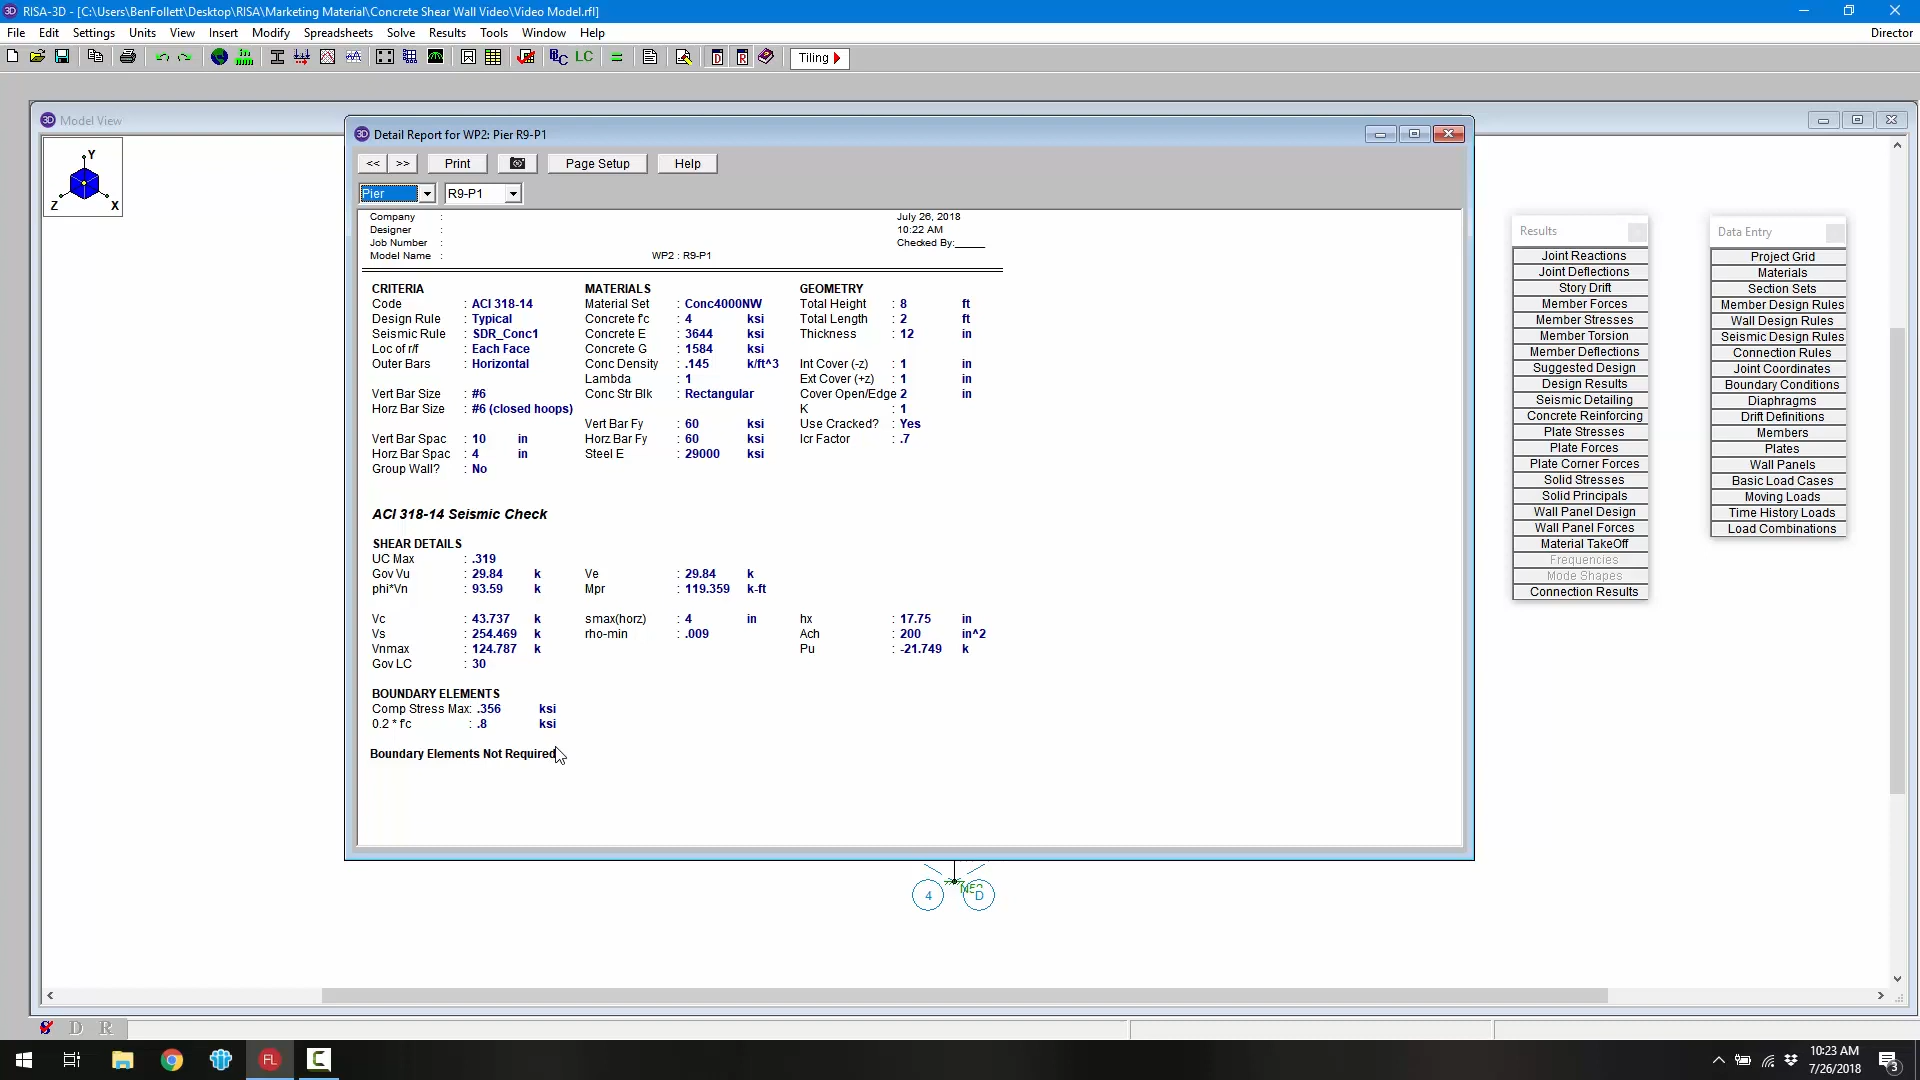 RISA-3D - [C:\Users\BenFollett\Desktop\RISA\Marketing Material\Concrete Shear Wall Video\Video Model.rfl]
File Edit Settings Units View Insert Modify Spreadsheets Solve Results Tools Window Help Director
LC D R Tiling
Model View
Y
Z X
Detail Report for WP2: Pier R9-P1
<< >> Print Page Setup Help
Pier R9-P1
Company : July 26, 2018
Designer : 10:22 AM
Job Number : Checked By:_____
Model Name : WP2 : R9-P1
CRITERIA MATERIALS GEOMETRY
Code : ACI 318-14 Material Set : Conc4000NW Total Height : 8 ft
Design Rule : Typical Concrete f'c : 4 ksi Total Length : 2 ft
Seismic Rule : SDR_Conc1 Concrete E : 3644 ksi Thickness : 12 in
Loc of r/f : Each Face Concrete G : 1584 ksi
Outer Bars : Horizontal Conc Density : .145 k/ft^3 Int Cover (-z) : 1 in
Lambda : 1 Ext Cover (+z) : 1 in
Vert Bar Size : #6 Conc Str Blk : Rectangular Cover Open/Edge : 2 in
Horz Bar Size : #6 (closed hoops) K : 1
Vert Bar Fy : 60 ksi Use Cracked? : Yes
Vert Bar Spac : 10 in Horz Bar Fy : 60 ksi Icr Factor : .7
Horz Bar Spac : 4 in Steel E : 29000 ksi
Group Wall? : No
ACI 318-14 Seismic Check
SHEAR DETAILS
UC Max : .319
Gov Vu : 29.84 k Ve : 29.84 k
phi*Vn : 93.59 k Mpr : 119.359 k-ft
Vc : 43.737 k smax(horz) : 4 in hx : 17.75 in
Vs : 254.469 k rho-min : .009 Ach : 200 in^2
Vnmax : 124.787 k Pu : -21.749 k
Gov LC : 30
BOUNDARY ELEMENTS
Comp Stress Max: .356 ksi
0.2 * f'c : .8 ksi
Boundary Elements Not Required
Results
Joint Reactions
Joint Deflections
Story Drift
Member Forces
Member Stresses
Member Torsion
Member Deflections
Suggested Design
Design Results
Seismic Detailing
Concrete Reinforcing
Plate Stresses
Plate Forces
Plate Corner Forces
Solid Stresses
Solid Principals
Wall Panel Design
Wall Panel Forces
Material TakeOff
Frequencies
Mode Shapes
Connection Results
Data Entry
Project Grid
Materials
Section Sets
Member Design Rules
Wall Design Rules
Seismic Design Rules
Connection Rules
Joint Coordinates
Boundary Conditions
Diaphragms
Drift Definitions
Members
Plates
Wall Panels
Basic Load Cases
Moving Loads
Time History Loads
Load Combinations
4 D
D R
FL
10:23 AM
7/26/2018
3